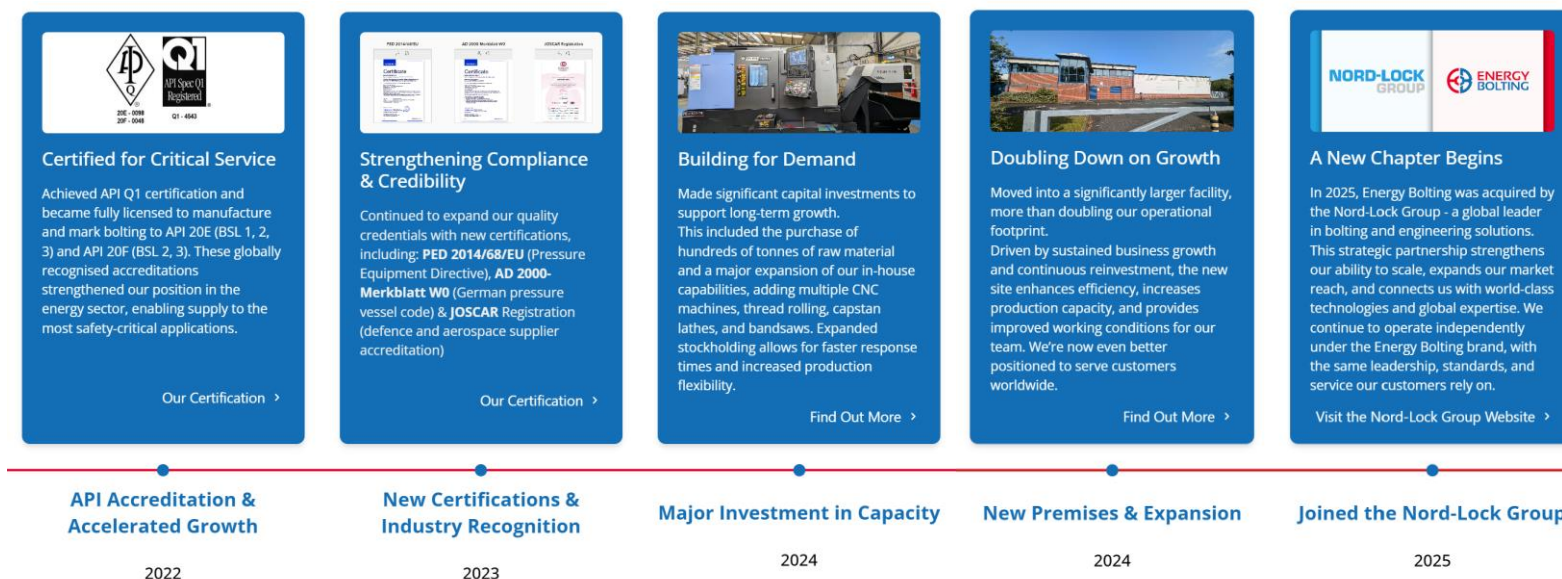 API
Q
®
20E - 0098
20F - 0048
Q1
API Spec Q1
Registered
Q1 - 4643
Certified for Critical Service
Achieved API Q1 certification and
became fully licensed to manufacture
and mark bolting to API 20E (BSL 1, 2,
3) and API 20F (BSL 2, 3). These globally
recognised accreditations
strengthened our position in the
energy sector, enabling supply to the
most safety-critical applications.
Our Certification >
API Accreditation &
Accelerated Growth
2022
PED 2014/68/EU
AD 2000 Merkblatt W0
JOSCAR Registration
Certificate
Certificate
Strengthening Compliance
& Credibility
Continued to expand our quality
credentials with new certifications,
including: PED 2014/68/EU (Pressure
Equipment Directive), AD 2000-
Merkblatt W0 (German pressure
vessel code) & JOSCAR Registration
(defence and aerospace supplier
accreditation)
Our Certification >
New Certifications &
Industry Recognition
2023
Building for Demand
Made significant capital investments to
support long-term growth.
This included the purchase of
hundreds of tonnes of raw material
and a major expansion of our in-house
capabilities, adding multiple CNC
machines, thread rolling, capstan
lathes, and bandsaws. Expanded
stockholding allows for faster response
times and increased production
flexibility.
Find Out More >
Major Investment in Capacity
2024
Doubling Down on Growth
Moved into a significantly larger facility,
more than doubling our operational
footprint.
Driven by sustained business growth
and continuous reinvestment, the new
site enhances efficiency, increases
production capacity, and provides
improved working conditions for our
team. We're now even better
positioned to serve customers
worldwide.
Find Out More >
New Premises & Expansion
2024
NORD-LOCK
GROUP
ENERGY
BOLTING
A New Chapter Begins
In 2025, Energy Bolting was acquired by
the Nord-Lock Group - a global leader
in bolting and engineering solutions.
This strategic partnership strengthens
our ability to scale, expands our market
reach, and connects us with world-class
technologies and global expertise. We
continue to operate independently
under the Energy Bolting brand, with
the same leadership, standards, and
service our customers rely on.
Visit the Nord-Lock Group Website >
Joined the Nord-Lock Group
2025